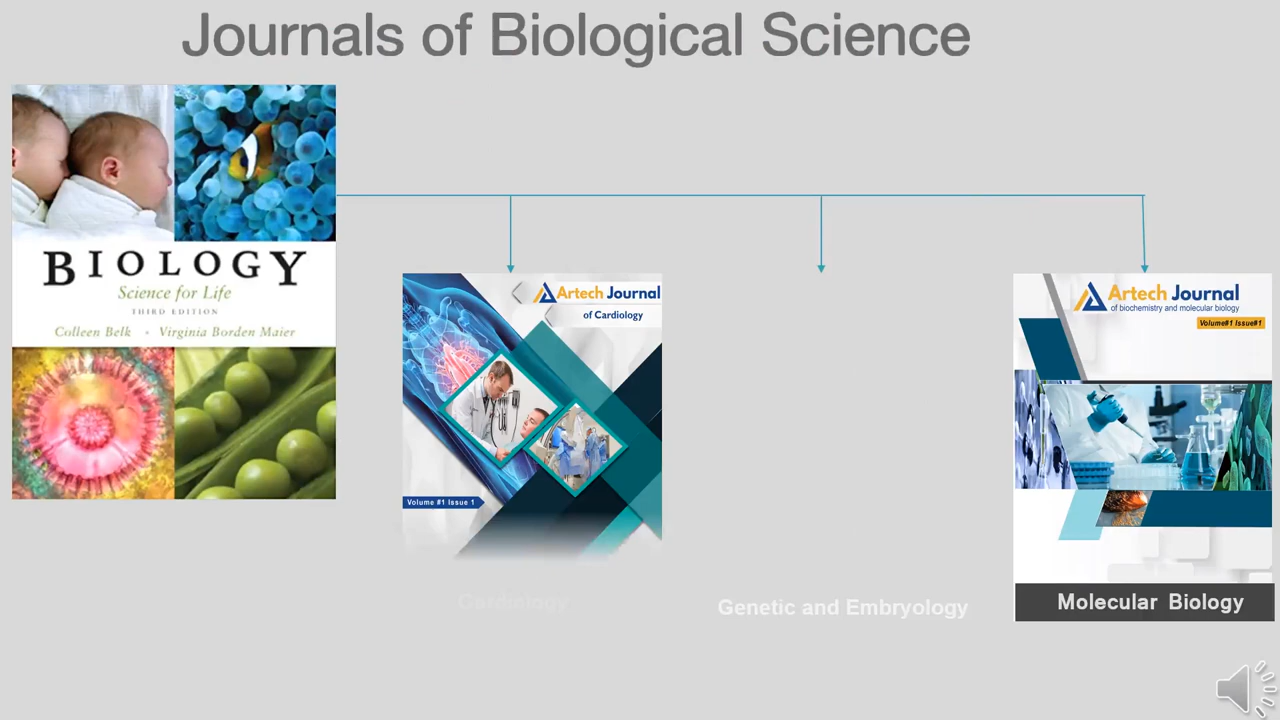 Journals of Biological Science
BIOLOGY
Science for Life
THIRD EDITION
Colleen Belk • Virginia Borden Maier
Artech Journal
of Cardiology
Volume #1 Issue 1
Cardiology
Genetic and Embryology
Artech Journal
of biochemistry and molecular biology
Volume#1 Issue#1
Molecular Biology